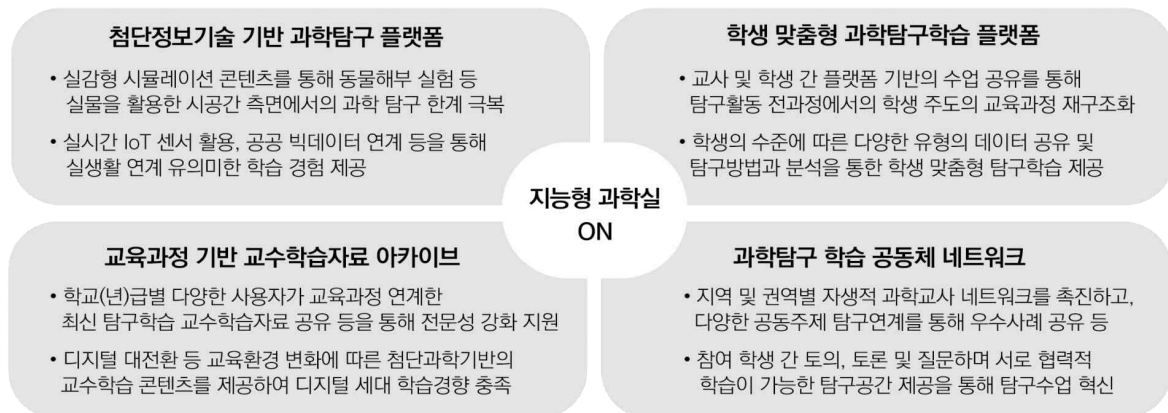 첨단정보기술 기반 과학탐구 플랫폼
• 실감형 시뮬레이션 콘텐츠를 통해 동물해부 실험 등
실물을 활용한 시공간 측면에서의 과학 탐구 한계 극복
• 실시간 IoT 센서 활용, 공공 빅데이터 연계 등을 통해
실생활 연계 유의미한 학습 경험 제공
학생 맞춤형 과학탐구학습 플랫폼
• 교사 및 학생 간 플랫폼 기반의 수업 공유를 통해
탐구활동 전과정에서의 학생 주도의 교육과정 재구조화
• 학생의 수준에 따른 다양한 유형의 데이터 공유 및
탐구방법과 분석을 통한 학생 맞춤형 탐구학습 제공
지능형 과학실
ON
교육과정 기반 교수학습자료 아카이브
• 학교(년)급별 다양한 사용자가 교육과정 연계한
최신 탐구학습 교수학습자료 공유 등을 통해 전문성 강화 지원
• 디지털 대전환 등 교육환경 변화에 따른 첨단과학기반의
교수학습 콘텐츠를 제공하여 디지털 세대 학습경향 충족
과학탐구 학습 공동체 네트워크
• 지역 및 권역별 자생적 과학교사 네트워크를 촉진하고,
다양한 공동주제 탐구연계를 통해 우수사례 공유 등
• 참여 학생 간 토의, 토론 및 질문하며 서로 협력적
학습이 가능한 탐구공간 제공을 통해 탐구수업 혁신